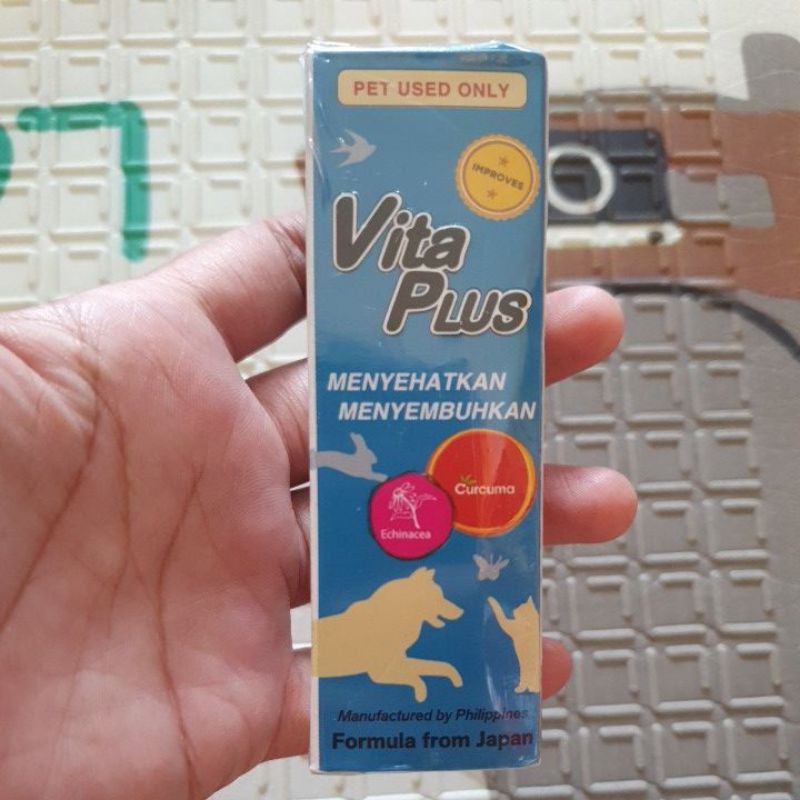 PET USED ONLY
IMPROVES
Vita
PLUS
MENYEHATKAN
MENYEMBUHKAN
Curcuma
Echinacea
Manufactured by Philippines
Formula from Japan